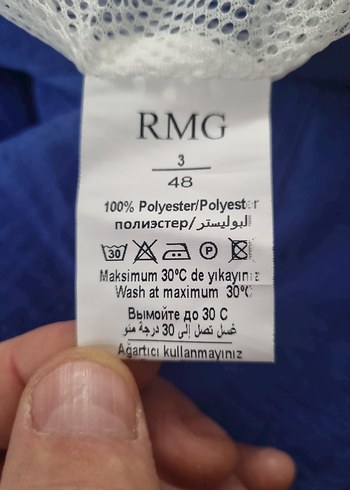 RMG
3
48
100% Polyester/Polyester
полиэстер/البوليستر
30 P
Maksimum 30°C de yıkayınız
Wash at maximum 30°C
Вымойте до 30 C
غسل تصل إلى 30 درجة مئو
Ağartıcı kullanmayınız